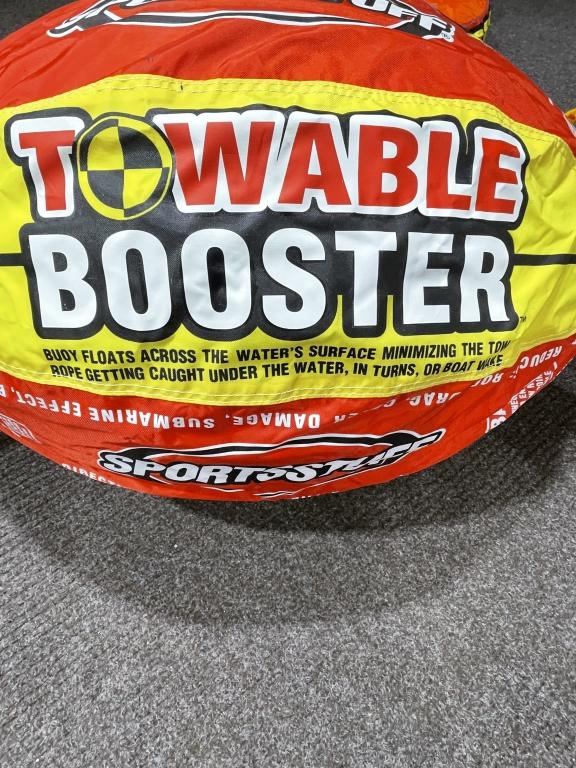 TOWABLE
BOOSTER™
BUOY FLOATS ACROSS THE WATER'S SURFACE MINIMIZING THE TOW
ROPE GETTING CAUGHT UNDER THE WATER, IN TURNS, OR BOAT WAKE
DAMAGE, SUBMARINE EFFECT,
SPORTSSTUFF